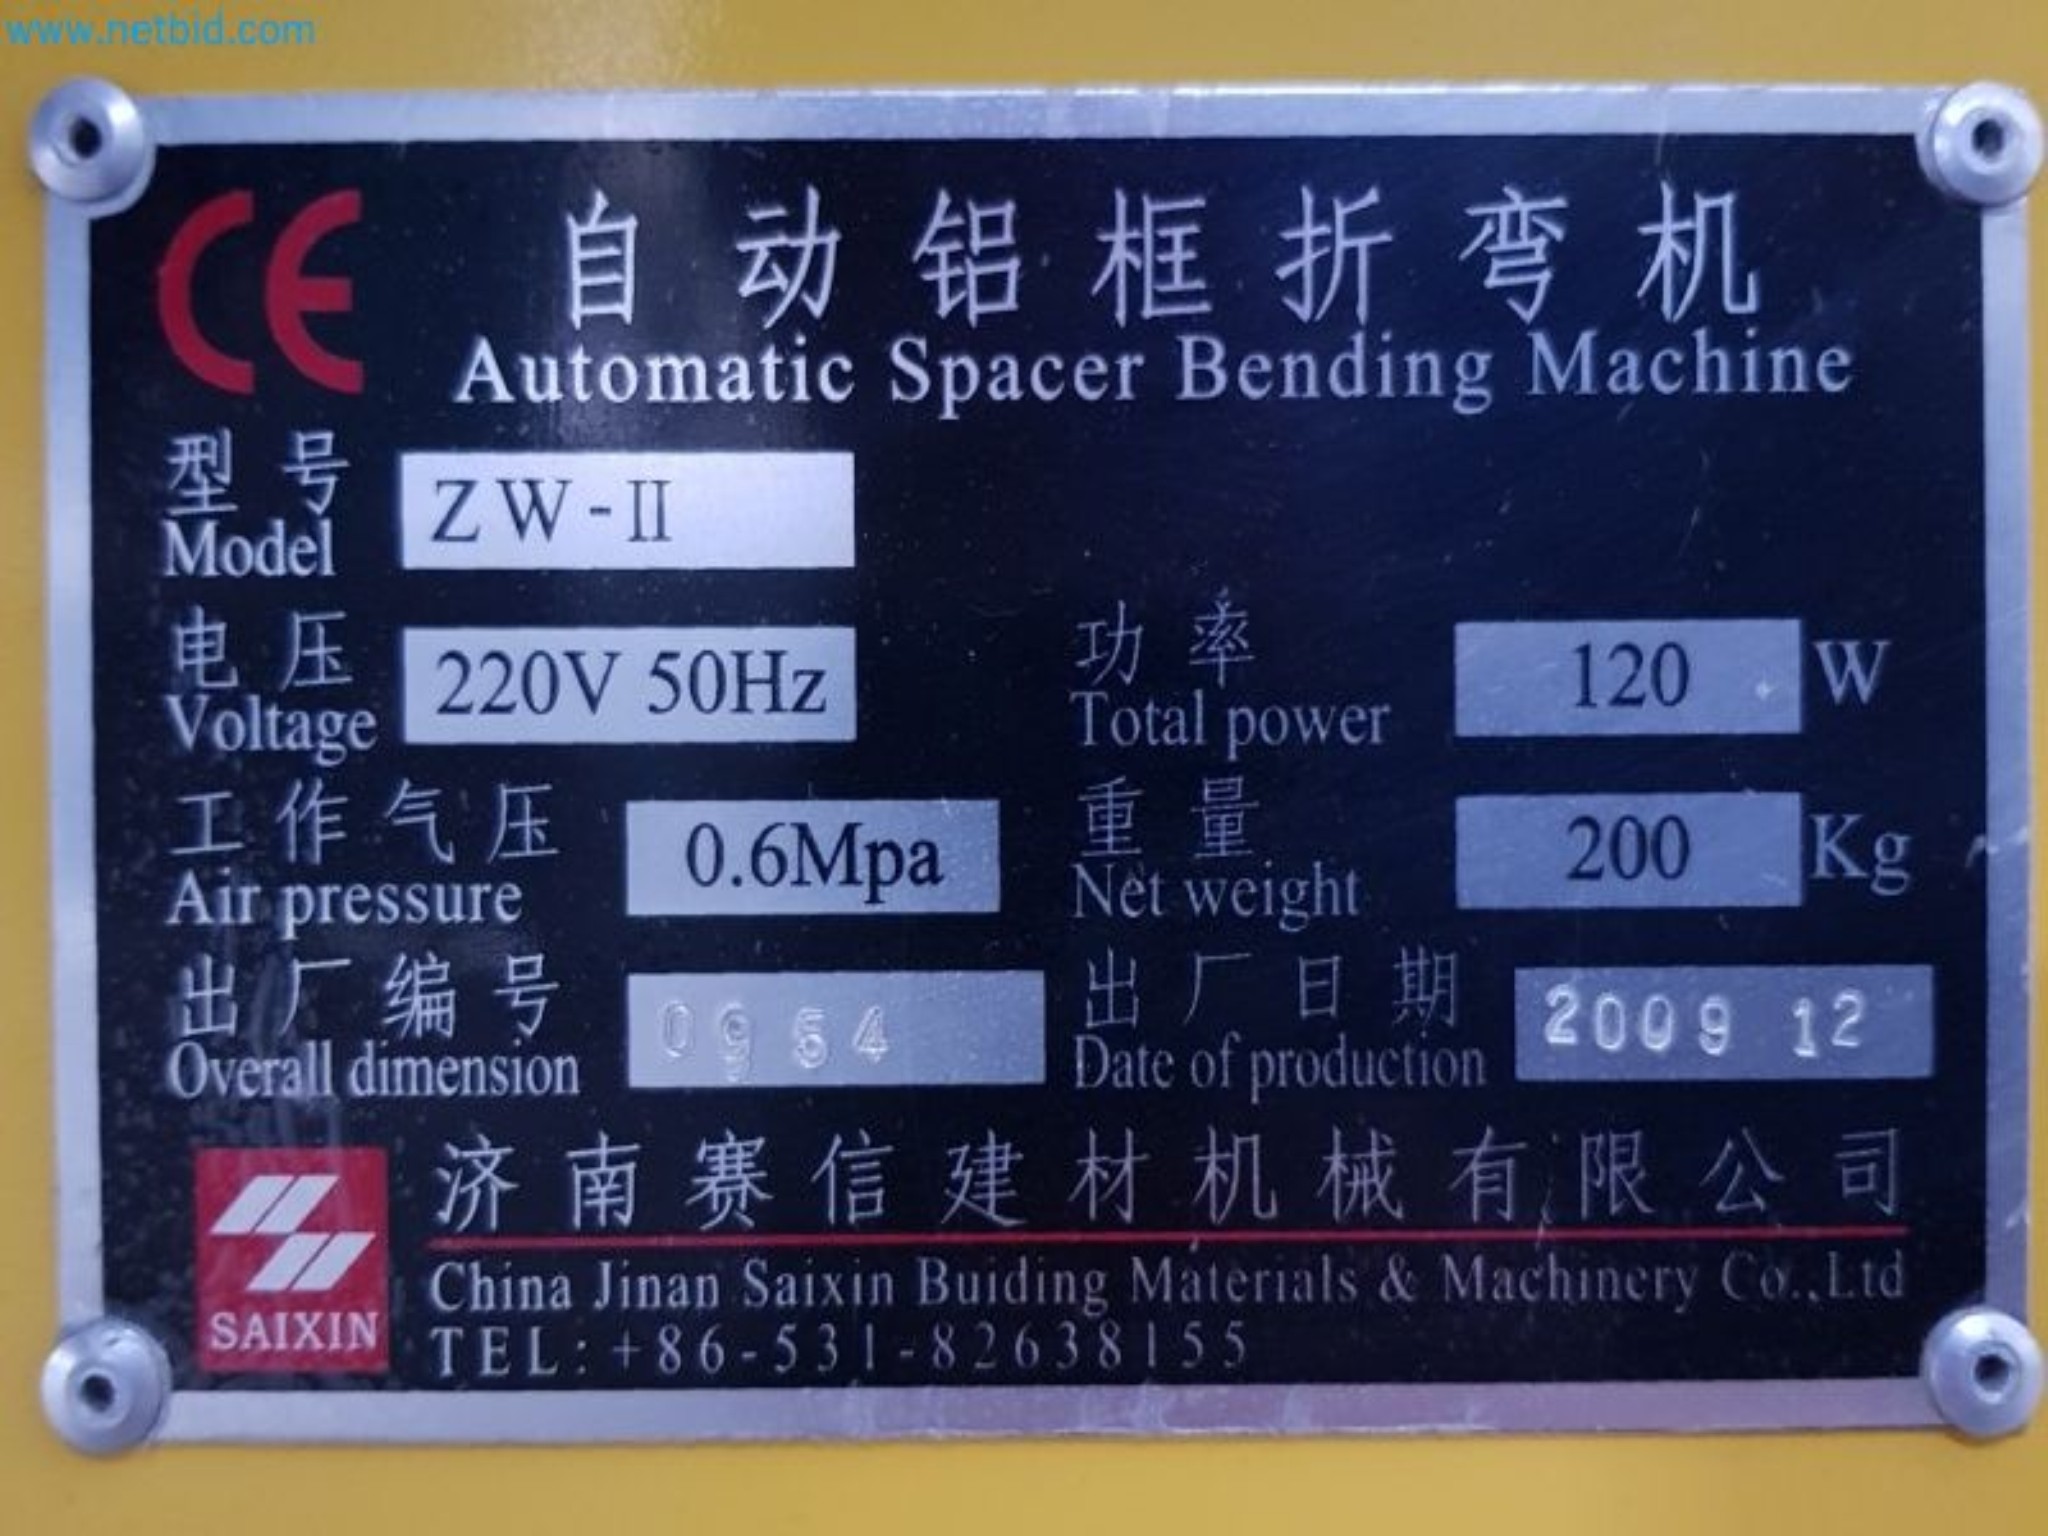 www.netbid.com
CE
自动铝框折弯机
Automatic Spacer Bending Machine
型号
Model
ZW-II
电压
Voltage
220V 50Hz
功率
Total power
120 W
工作气压
Air pressure
0.6Mpa
重量
Net weight
200 Kg
出厂编号
Overall dimension
0954
出厂日期
Date of production
2009 12
SAIXIN
济南赛信建材机械有限公司
China Jinan Saixin Buiding Materials & Machinery Co.,Ltd
TEL:+86-531-82638155